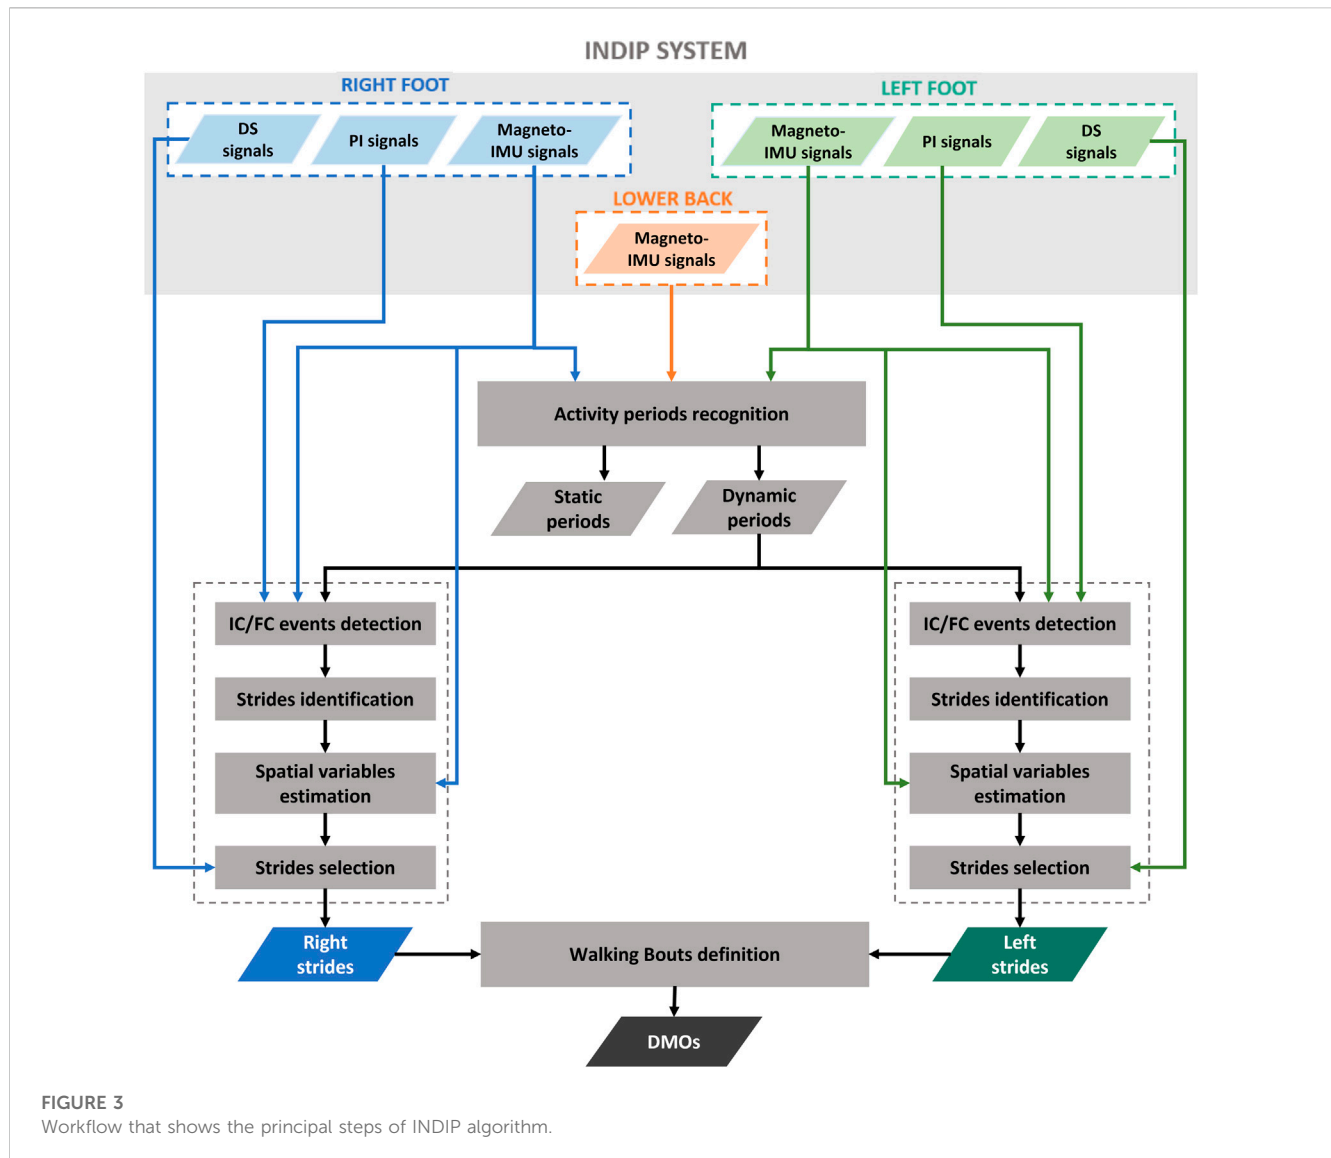 INDIP SYSTEM
RIGHT FOOT
DS
signals
PI signals
Magneto-
IMU signals
LEFT FOOT
Magneto-
IMU signals
PI signals
DS
signals
LOWER BACK
Magneto-
IMU signals
Activity periods recognition
Static
periods
Dynamic
periods
IC/FC events detection
Strides identification
Spatial variables
estimation
Strides selection
IC/FC events detection
Strides identification
Spatial variables
estimation
Strides selection
Right
strides
Walking Bouts definition
Left
strides
DMOs
FIGURE 3
Workflow that shows the principal steps of INDIP algorithm.